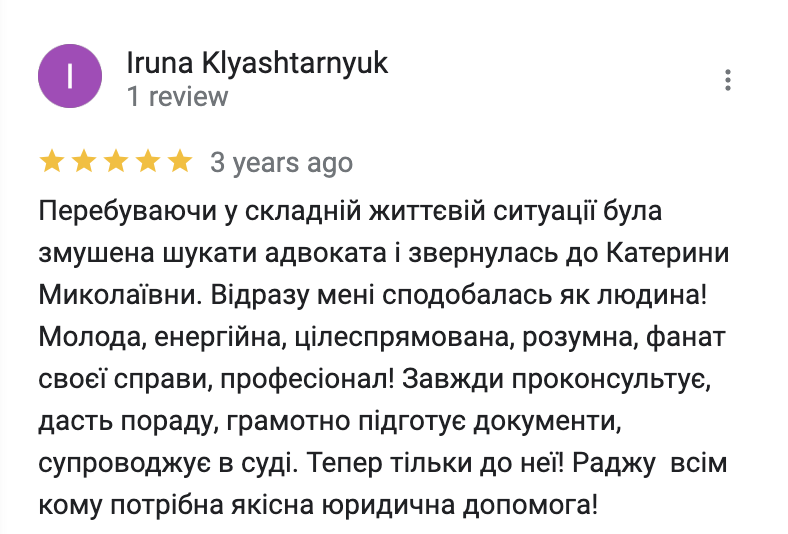 I
Iruna Klyashtarnyuk
1 review
3 years ago
Перебуваючи у складній життєвій ситуації була
змушена шукати адвоката і звернулась до Катерини
Миколаївни. Відразу мені сподобалась як людина!
Молода, енергійна, цілеспрямована, розумна, фанат
своєї справи, професіонал! Завжди проконсультує,
дасть пораду, грамотно підготує документи,
супроводжує в суді. Тепер тільки до неї! Раджу  всім
кому потрібна якісна юридична допомога!